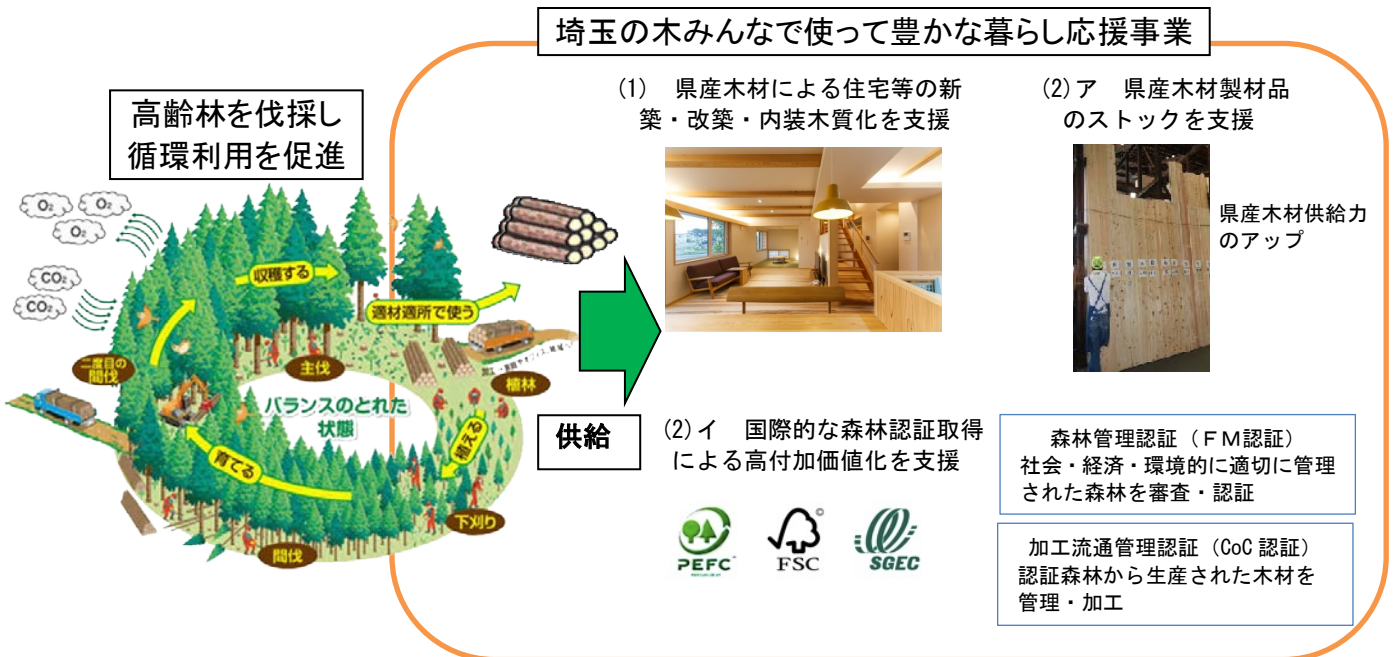 埼玉の木みんなで使って豊かな暮らし応援事業
高齢林を伐採し
循環利用を促進
O₂
O₂
O₂
CO₂
CO₂
収穫する
適材適所で使う
二度目の
間伐
主伐
植林
バランスのとれた
状態
植える
育てる
下刈り
間伐
供給
(1) 県産木材による住宅等の新
築・改築・内装木質化を支援
(2)ア 県産木材製材品
のストックを支援
県産木材供給力
のアップ
(2)イ 国際的な森林認証取得
による高付加価値化を支援
PEFC
FSC
©
SGEC
森林管理認証（ＦＭ認証）
社会・経済・環境的に適切に管理
された森林を審査・認証
加工流通管理認証（CoC 認証）
認証森林から生産された木材を
管理・加工